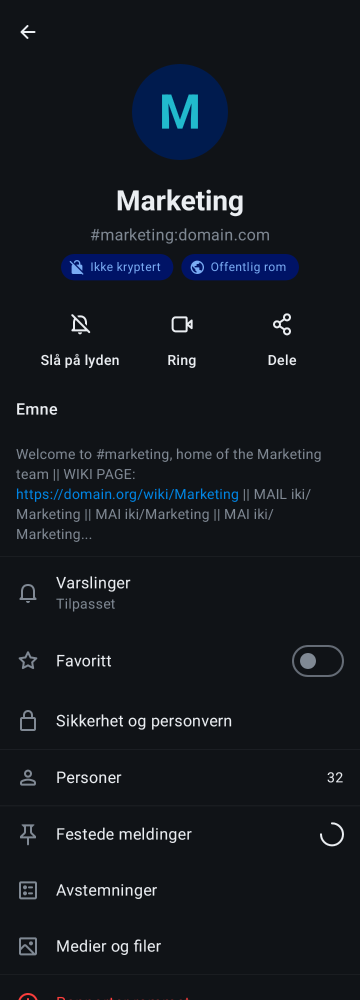 M
Marketing
#marketing:domain.com
Ikke kryptert Offentlig rom
Slå på lyden Ring Dele
Emne
Welcome to #marketing, home of the Marketing
team || WIKI PAGE:
https://domain.org/wiki/Marketing || MAIL iki/
Marketing || MAI iki/Marketing || MAI iki/
Marketing...
Varslinger
Tilpasset
Favoritt
Sikkerhet og personvern
Personer 32
Festede meldinger
Avstemninger
Medier og filer